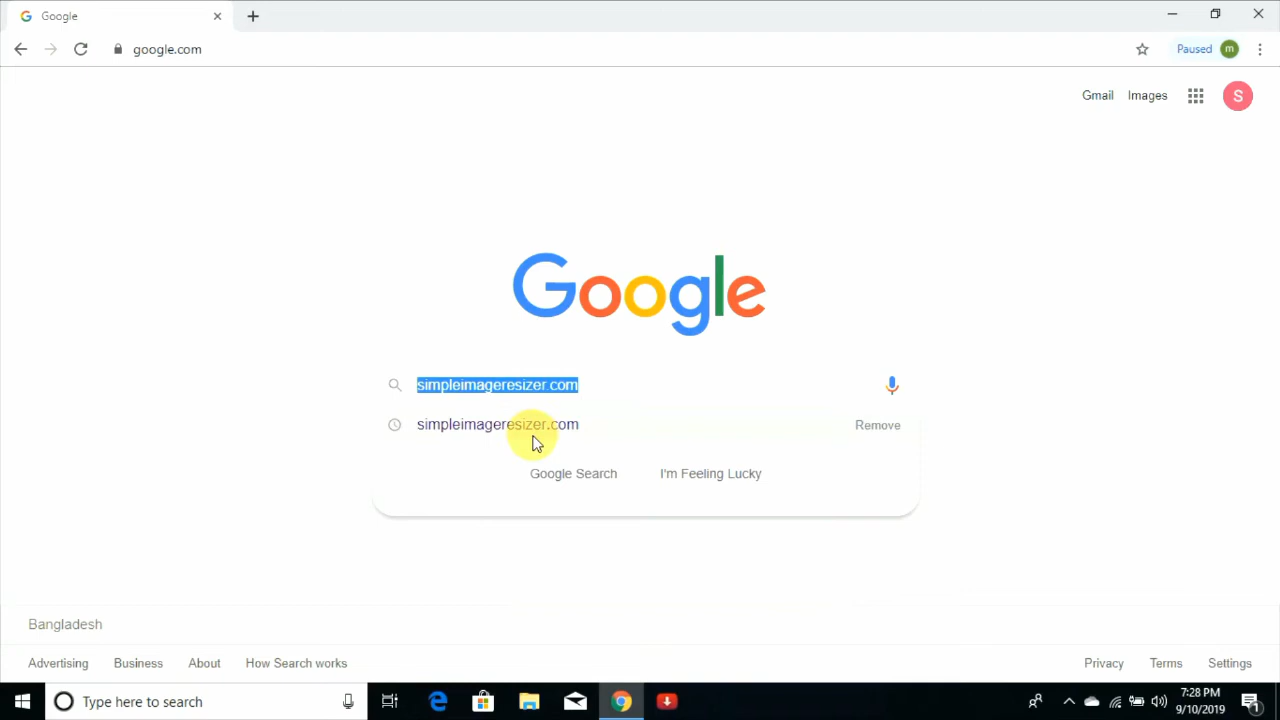 Google
google.com
Paused m
Gmail Images S
Google
simpleimageresizer.com
simpleimageresizer.com Remove
Google Search I'm Feeling Lucky
Bangladesh
Advertising Business About How Search works Privacy Terms Settings
Type here to search
7:28 PM
9/10/2019
1